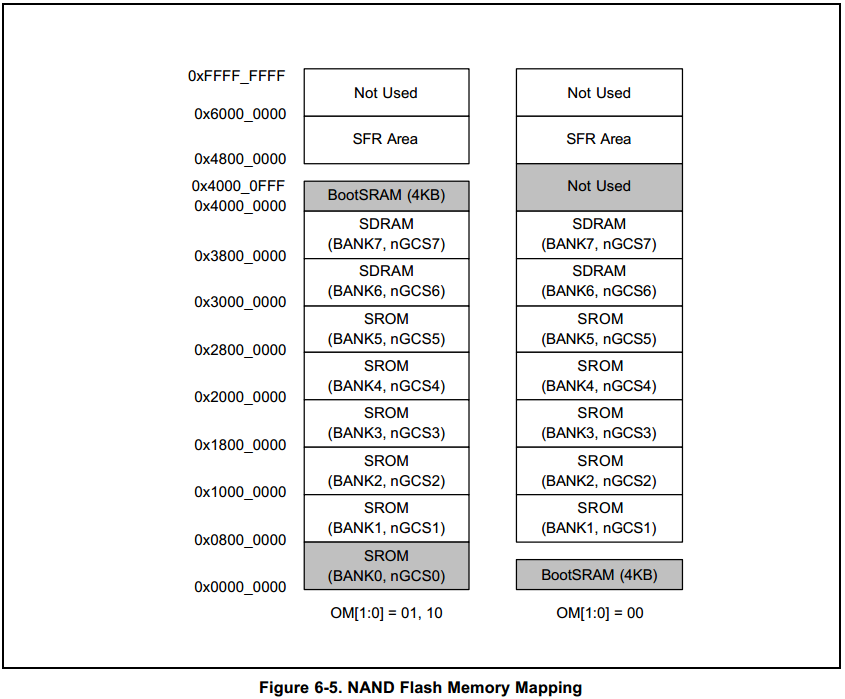 0xFFFF_FFFF
Not Used
Not Used
0x6000_0000
SFR Area
SFR Area
0x4800_0000
0x4000_0FFF
BootSRAM (4KB)
Not Used
0x4000_0000
SDRAM
(BANK7, nGCS7)
SDRAM
(BANK7, nGCS7)
0x3800_0000
SDRAM
(BANK6, nGCS6)
SDRAM
(BANK6, nGCS6)
0x3000_0000
SROM
(BANK5, nGCS5)
SROM
(BANK5, nGCS5)
0x2800_0000
SROM
(BANK4, nGCS4)
SROM
(BANK4, nGCS4)
0x2000_0000
SROM
(BANK3, nGCS3)
SROM
(BANK3, nGCS3)
0x1800_0000
SROM
(BANK2, nGCS2)
SROM
(BANK2, nGCS2)
0x1000_0000
SROM
(BANK1, nGCS1)
SROM
(BANK1, nGCS1)
0x0800_0000
SROM
(BANK0, nGCS0)
BootSRAM (4KB)
0x0000_0000
OM[1:0] = 01, 10
OM[1:0] = 00
Figure 6-5. NAND Flash Memory Mapping